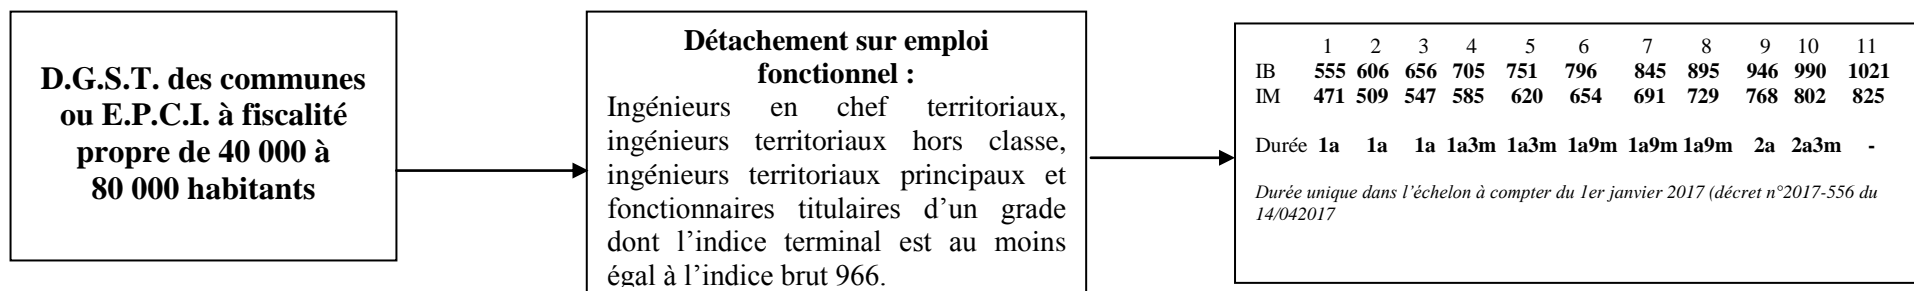 D.G.S.T. des communes
ou E.P.C.I. à fiscalité
propre de 40 000 à
80 000 habitants
Détachement sur emploi
fonctionnel :
Ingénieurs en chef territoriaux,
ingénieurs territoriaux hors classe,
ingénieurs territoriaux principaux et
fonctionnaires titulaires d’un grade
dont l’indice terminal est au moins
égal à l’indice brut 966.
1 2 3 4 5 6 7 8 9 10 11
IB 555 606 656 705 751 796 845 895 946 990 1021
IM 471 509 547 585 620 654 691 729 768 802 825
Durée 1a 1a 1a 1a3m 1a3m 1a9m 1a9m 1a9m 2a 2a3m -
Durée unique dans l’échelon à compter du 1er janvier 2017 (décret n°2017-556 du
14/042017